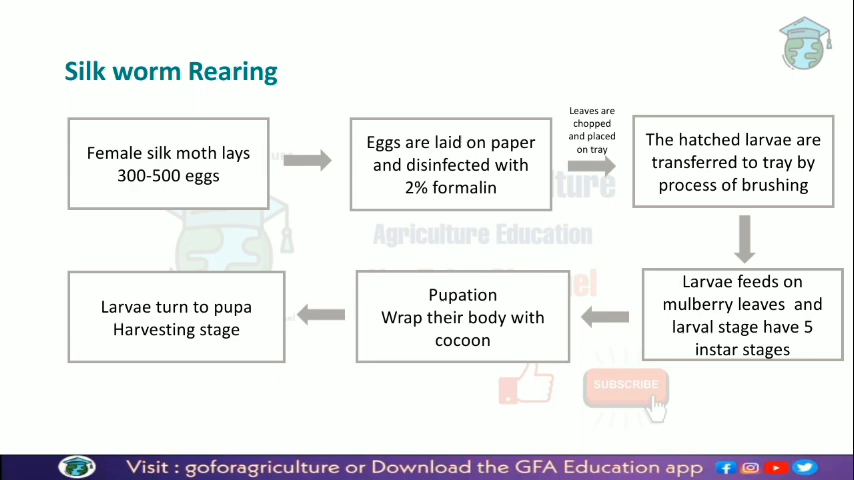 Silk worm Rearing
Female silk moth lays
300-500 eggs
Eggs are laid on paper
and disinfected with
2% formalin
Leaves are
chopped
and placed
on tray
The hatched larvae are
transferred to tray by
process of brushing
Larvae feeds on
mulberry leaves and
larval stage have 5
instar stages
Pupation
Wrap their body with
cocoon
Larvae turn to pupa
Harvesting stage
Agriculture Education
SUBSCRIBE
Visit : goforagriculture or Download the GFA Education app